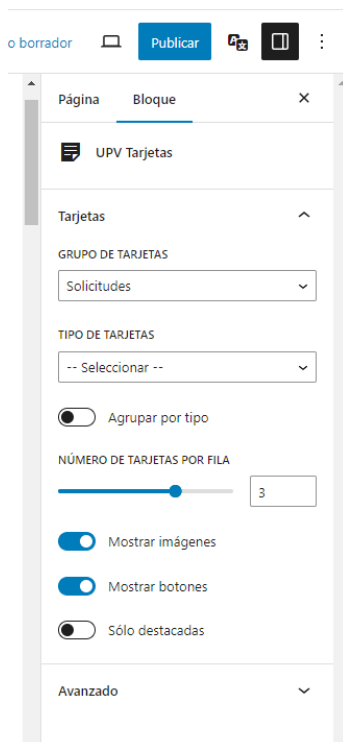 o borrador
Publicar
Página Bloque
UPV Tarjetas
Tarjetas
GRUPO DE TARJETAS
Solicitudes
TIPO DE TARJETAS
-- Seleccionar --
Agrupar por tipo
NÚMERO DE TARJETAS POR FILA
3
Mostrar imágenes
Mostrar botones
Sólo destacadas
Avanzado